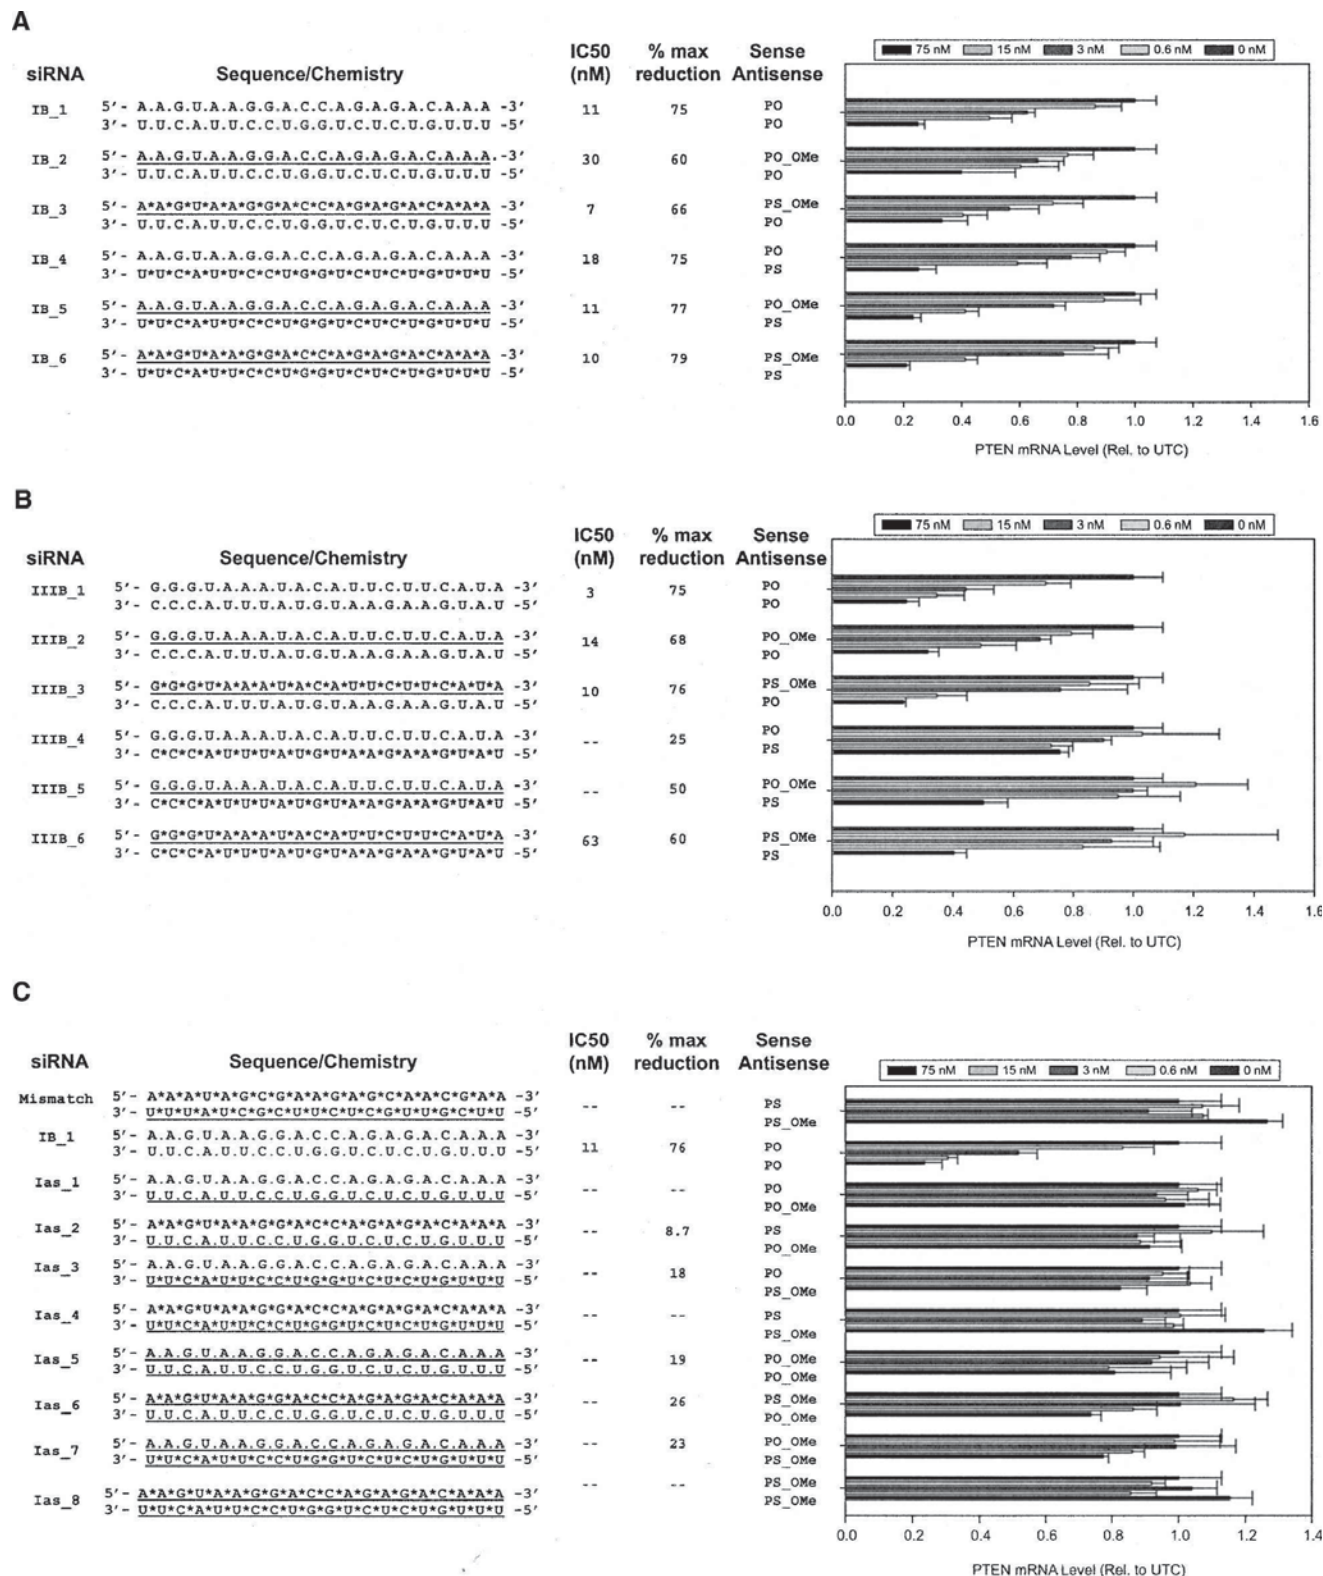 A
siRNA Sequence/Chemistry IC50 (nM) % max reduction Sense Antisense
75 nM 15 nM 3 nM 0.6 nM 0 nM
IB_1 5'- A.A.G.U.A.A.G.G.A.C.C.A.G.A.G.A.C.A.A.A -3' 11 75 PO
3'- U.U.C.A.U.U.C.C.U.G.G.U.C.U.C.U.G.U.U.U -5' PO
IB_2 5'- A.A.G.U.A.A.G.G.A.C.C.A.G.A.G.A.C.A.A.A.-3' 30 60 PO_OMe
3'- U.U.C.A.U.U.C.C.U.G.G.U.C.U.C.U.G.U.U.U -5' PO
IB_3 5'- A*A*G*U*A*A*G*G*A*C*C*A*G*A*G*A*C*A*A*A -3' 7 66 PS_OMe
3'- U.U.C.A.U.U.C.C.U.G.G.U.C.U.C.U.G.U.U.U -5' PO
IB_4 5'- A.A.G.U.A.A.G.G.A.C.C.A.G.A.G.A.C.A.A.A -3' 18 75 PO
3'- U*U*C*A*U*U*C*C*U*G*G*U*C*U*C*U*G*U*U*U -5' PS
IB_5 5'- A.A.G.U.A.A.G.G.A.C.C.A.G.A.G.A.C.A.A.A -3' 11 77 PO_OMe
3'- U*U*C*A*U*U*C*C*U*G*G*U*C*U*C*U*G*U*U*U -5' PS
IB_6 5'- A*A*G*U*A*A*G*G*A*C*C*A*G*A*G*A*C*A*A*A -3' 10 79 PS_OMe
3'- U*U*C*A*U*U*C*C*U*G*G*U*C*U*C*U*G*U*U*U -5' PS
0.0 0.2 0.4 0.6 0.8 1.0 1.2 1.4 1.6
PTEN mRNA Level (Rel. to UTC)
B
siRNA Sequence/Chemistry IC50 (nM) % max reduction Sense Antisense
75 nM 15 nM 3 nM 0.6 nM 0 nM
IIIB_1 5'- G.G.G.U.A.A.A.U.A.C.A.U.U.C.U.U.C.A.U.A -3' 3 75 PO
3'- C.C.C.A.U.U.U.A.U.G.U.A.A.G.A.A.G.U.A.U -5' PO
IIIB_2 5'- G.G.G.U.A.A.A.U.A.C.A.U.U.C.U.U.C.A.U.A -3' 14 68 PO_OMe
3'- C.C.C.A.U.U.U.A.U.G.U.A.A.G.A.A.G.U.A.U -5' PO
IIIB_3 5'- G*G*G*U*A*A*A*U*A*C*A*U*U*C*U*U*C*A*U*A -3' 10 76 PS_OMe
3'- C.C.C.A.U.U.U.A.U.G.U.A.A.G.A.A.G.U.A.U -5' PO
IIIB_4 5'- G.G.G.U.A.A.A.U.A.C.A.U.U.C.U.U.C.A.U.A -3' -- 25 PO
3'- C*C*C*A*U*U*U*A*U*G*U*A*A*G*A*A*G*U*A*U -5' PS
IIIB_5 5'- G.G.G.U.A.A.A.U.A.C.A.U.U.C.U.U.C.A.U.A -3' -- 50 PO_OMe
3'- C*C*C*A*U*U*U*A*U*G*U*A*A*G*A*A*G*U*A*U -5' PS
IIIB_6 5'- G*G*G*U*A*A*A*U*A*C*A*U*U*C*U*U*C*A*U*A -3' 63 60 PS_OMe
3'- C*C*C*A*U*U*U*A*U*G*U*A*A*G*A*A*G*U*A*U -5' PS
0.0 0.2 0.4 0.6 0.8 1.0 1.2 1.4 1.6
PTEN mRNA Level (Rel. to UTC)
C
siRNA Sequence/Chemistry IC50 (nM) % max reduction Sense Antisense
75 nM 15 nM 3 nM 0.6 nM 0 nM
Mismatch 5'- A*A*A*U*A*G*C*G*A*A*G*A*G*C*A*A*C*G*A*A -3' -- -- PS
3'- U*U*U*A*U*C*G*C*U*U*C*U*C*G*U*U*G*C*U*U -5' PS_OMe
IB_1 5'- A.A.G.U.A.A.G.G.A.C.C.A.G.A.G.A.C.A.A.A -3' 11 76 PO
3'- U.U.C.A.U.U.C.C.U.G.G.U.C.U.C.U.G.U.U.U -5' PO
Ias_1 5'- A.A.G.U.A.A.G.G.A.C.C.A.G.A.G.A.C.A.A.A -3' -- -- PO
3'- U.U.C.A.U.U.C.C.U.G.G.U.C.U.C.U.G.U.U.U -5' PO_OMe
Ias_2 5'- A*A*G*U*A*A*G*G*A*C*C*A*G*A*G*A*C*A*A*A -3' -- 8.7 PS
3'- U.U.C.A.U.U.C.C.U.G.G.U.C.U.C.U.G.U.U.U -5' PO_OMe
Ias_3 5'- A.A.G.U.A.A.G.G.A.C.C.A.G.A.G.A.C.A.A.A -3' -- 18 PO
3'- U*U*C*A*U*U*C*C*U*G*G*U*C*U*C*U*G*U*U*U -5' PS_OMe
Ias_4 5'- A*A*G*U*A*A*G*G*A*C*C*A*G*A*G*A*C*A*A*A -3' -- -- PS
3'- U*U*C*A*U*U*C*C*U*G*G*U*C*U*C*U*G*U*U*U -5' PS_OMe
Ias_5 5'- A.A.G.U.A.A.G.G.A.C.C.A.G.A.G.A.C.A.A.A -3' -- 19 PO_OMe
3'- U.U.C.A.U.U.C.C.U.G.G.U.C.U.C.U.G.U.U.U -5' PO_OMe
Ias_6 5'- A*A*G*U*A*A*G*G*A*C*C*A*G*A*G*A*C*A*A*A -3' -- 26 PS_OMe
3'- U.U.C.A.U.U.C.C.U.G.G.U.C.U.C.U.G.U.U.U -5' PO_OMe
Ias_7 5'- A.A.G.U.A.A.G.G.A.C.C.A.G.A.G.A.C.A.A.A -3' -- 23 PO_OMe
3'- U*U*C*A*U*U*C*C*U*G*G*U*C*U*C*U*G*U*U*U -5' PS_OMe
Ias_8 5'- A*A*G*U*A*A*G*G*A*C*C*A*G*A*G*A*C*A*A*A -3' -- -- PS_OMe
3'- U*U*C*A*U*U*C*C*U*G*G*U*C*U*C*U*G*U*U*U -5' PS_OMe
0.0 0.2 0.4 0.6 0.8 1.0 1.2 1.4
PTEN mRNA Level (Rel. to UTC)